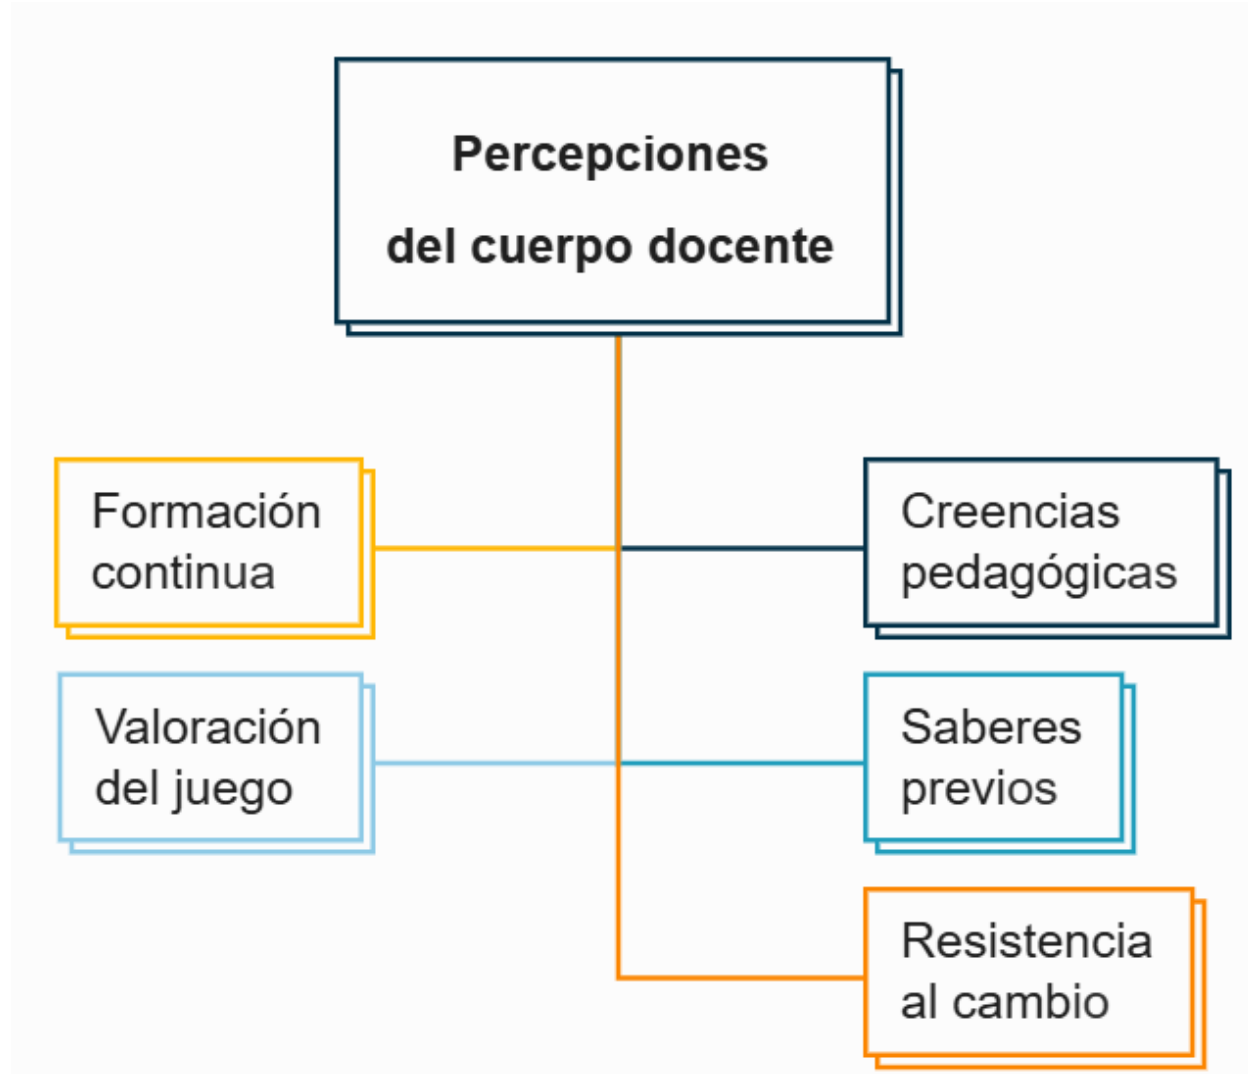 Percepciones
del cuerpo docente
Formación
continua
Creencias
pedagógicas
Valoración
del juego
Saberes
previos
Resistencia
al cambio